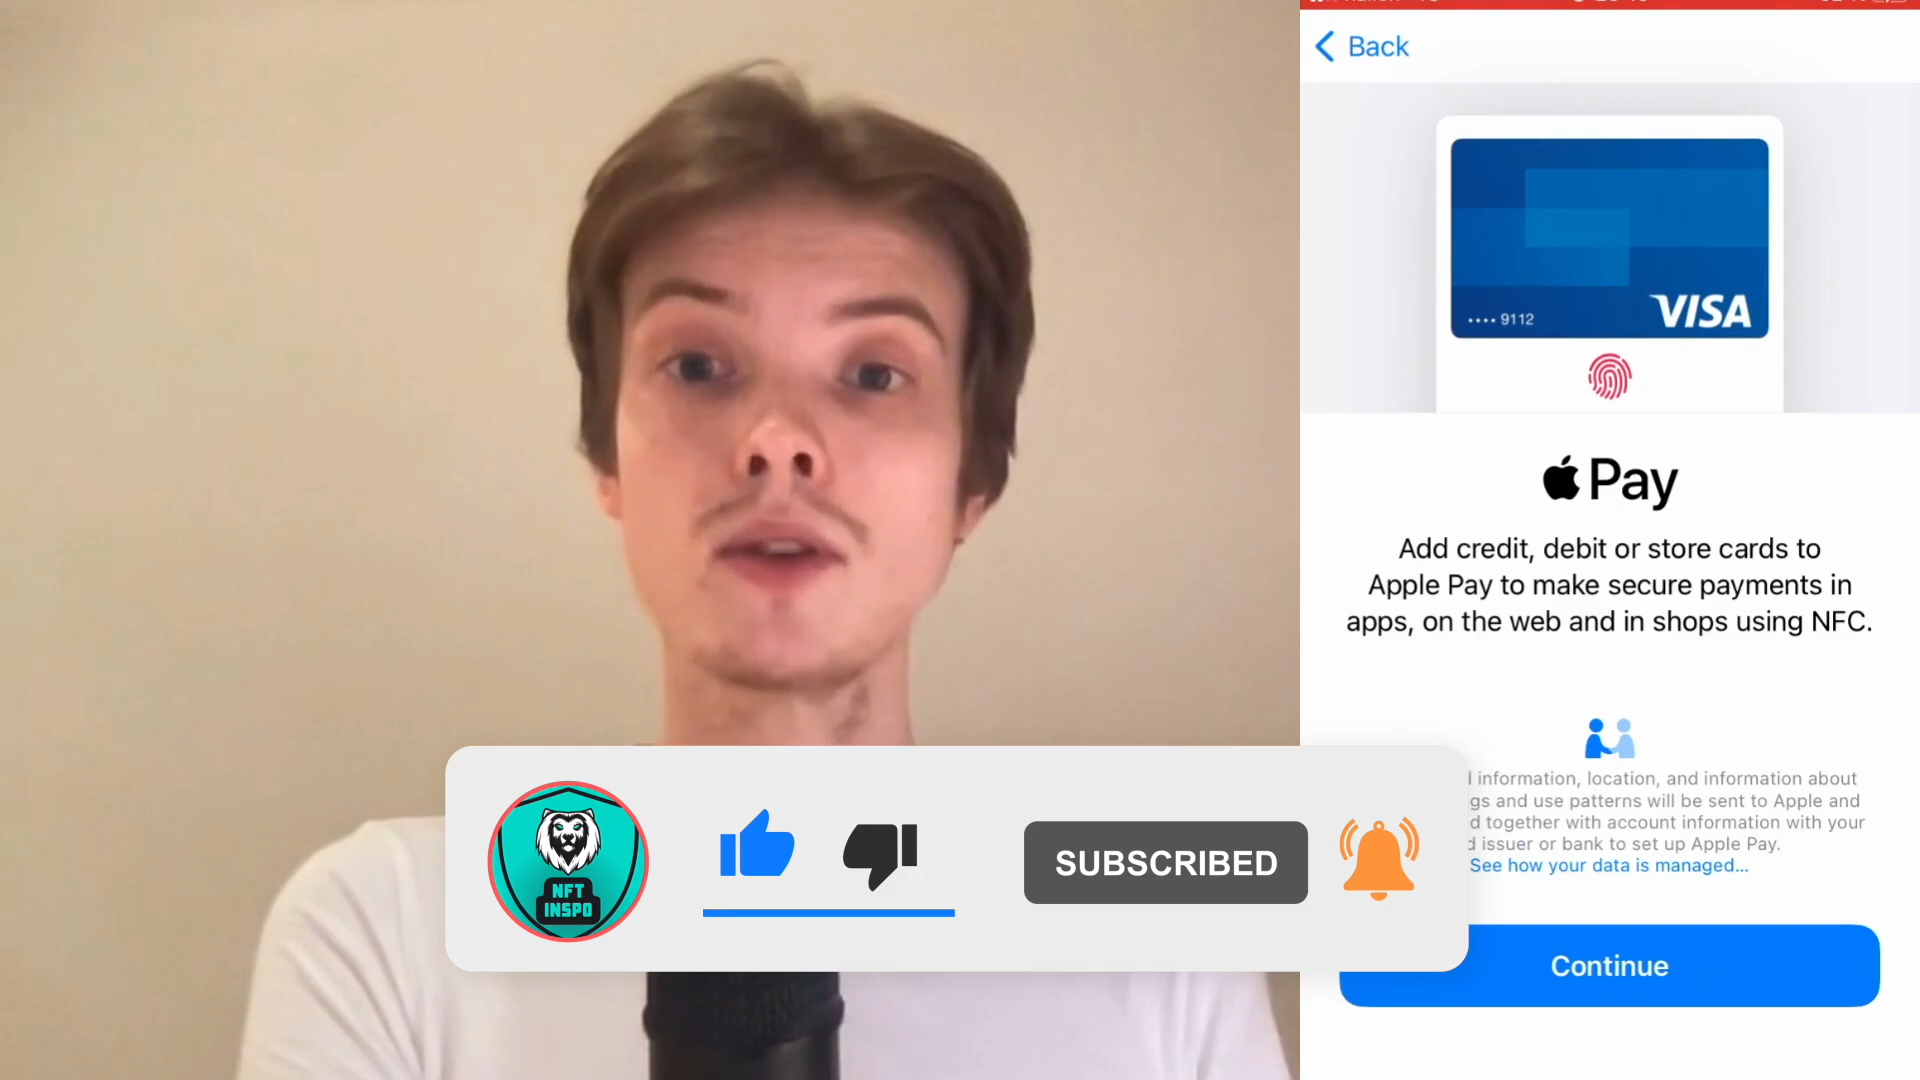 Back
•••• 9112
VISA
Pay
Add credit, debit or store cards to
Apple Pay to make secure payments in
apps, on the web and in shops using NFC.
information, location, and information about
and use patterns will be sent to Apple and
together with account information with your
issuer or bank to set up Apple Pay.
See how your data is managed...
Continue
NFT
INSPO
SUBSCRIBED